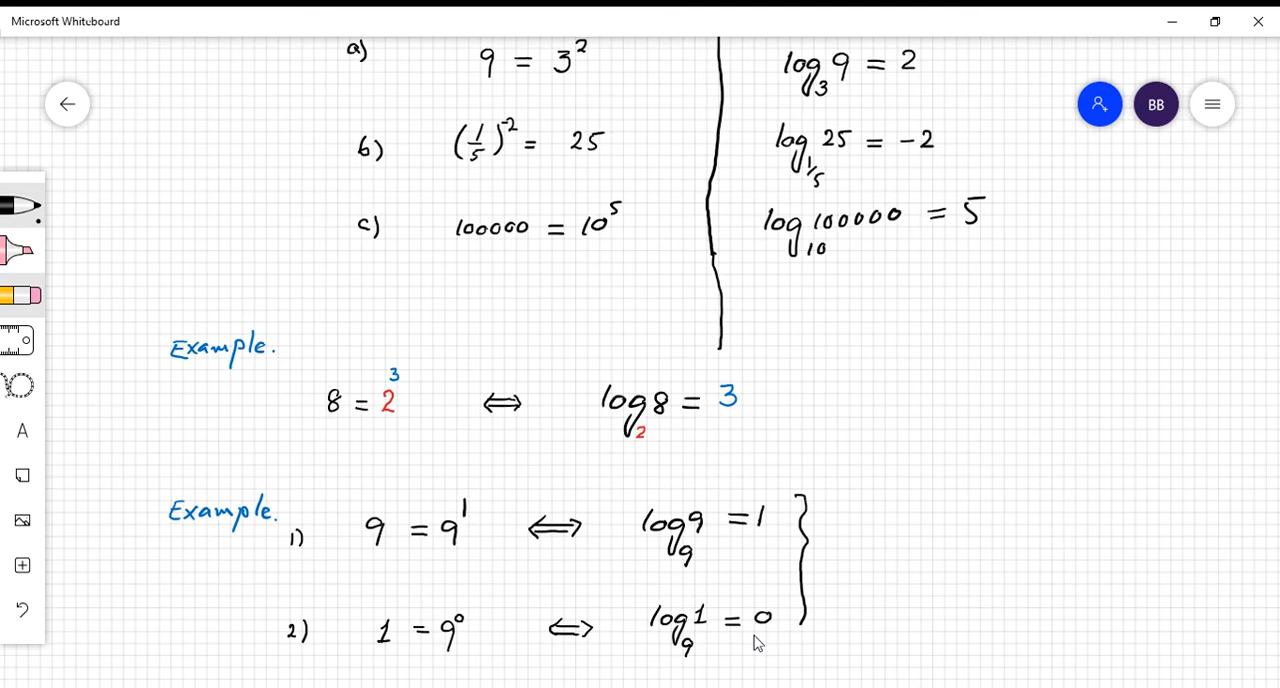 Microsoft Whiteboard
a) 9 = 3² log₃ 9 = 2
BB
b) (1/5)⁻² = 25 log₁/₅ 25 = -2
c) 100000 = 10⁵ log₁₀ 100000 = 5
Example.
8 = 2³ ⇔ log₂ 8 = 3
A
Example.
1) 9 = 9¹ ⇔ log₉ 9 = 1
2) 1 = 9⁰ ⇔ log₉ 1 = 0